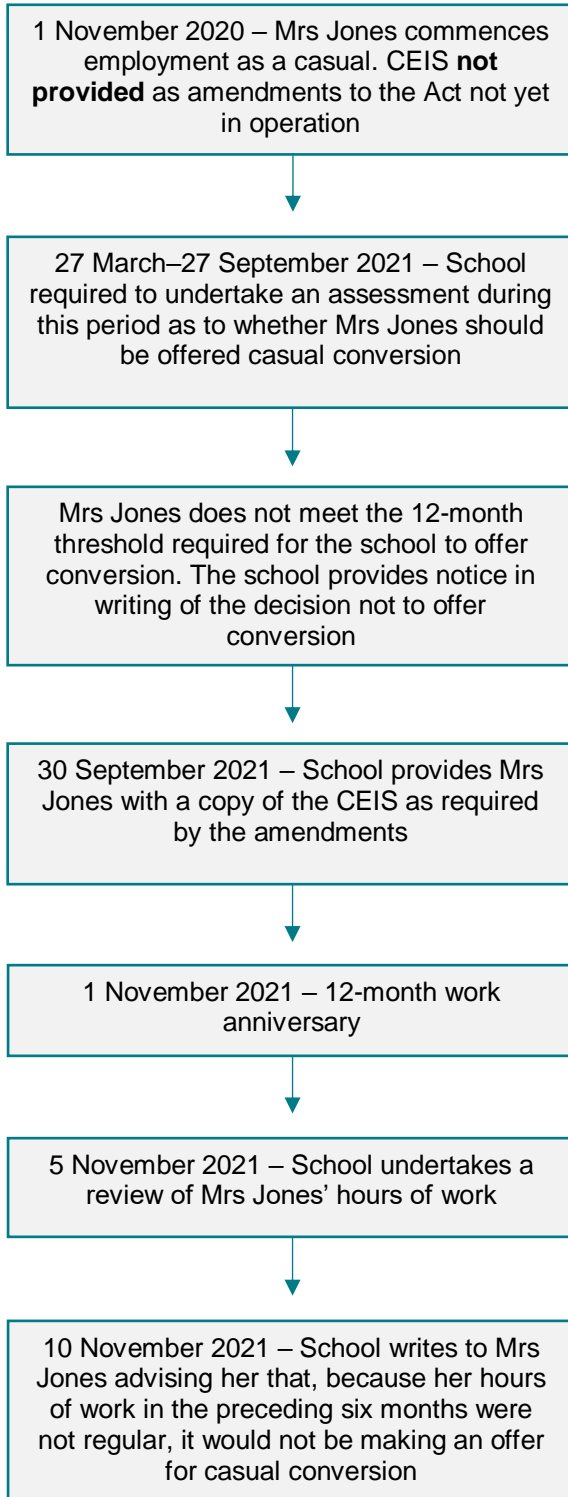 1 November 2020 – Mrs Jones commences
employment as a casual. CEIS not
provided as amendments to the Act not yet
in operation
27 March–27 September 2021 – School
required to undertake an assessment during
this period as to whether Mrs Jones should
be offered casual conversion
Mrs Jones does not meet the 12-month
threshold required for the school to offer
conversion. The school provides notice in
writing of the decision not to offer
conversion
30 September 2021 – School provides Mrs
Jones with a copy of the CEIS as required
by the amendments
1 November 2021 – 12-month work
anniversary
5 November 2021 – School undertakes a
review of Mrs Jones’ hours of work
10 November 2021 – School writes to Mrs
Jones advising her that, because her hours
of work in the preceding six months were
not regular, it would not be making an offer
for casual conversion